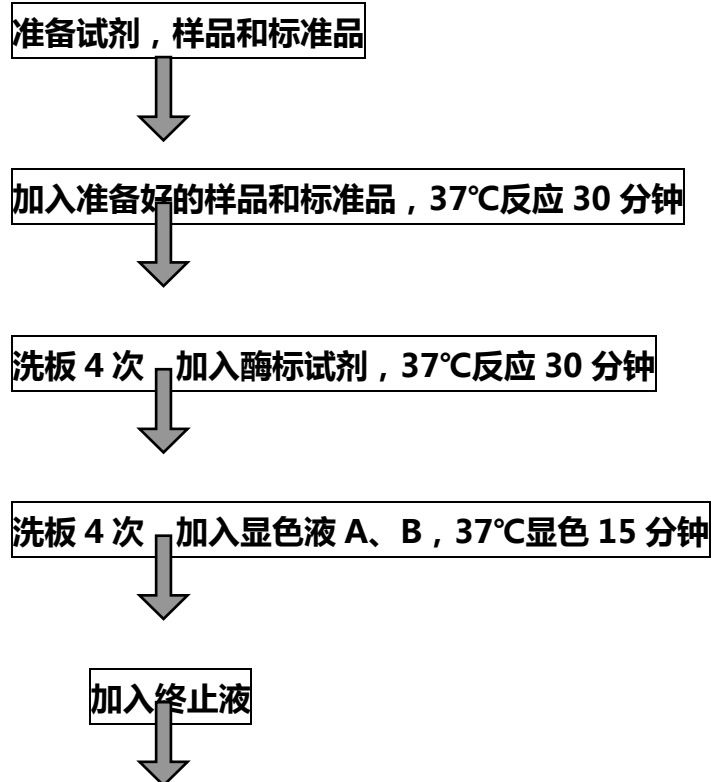 准备试剂，样品和标准品
加入准备好的样品和标准品，37℃反应 30 分钟
洗板 4 次 加入酶标试剂，37℃反应 30 分钟
洗板 4 次 加入显色液 A、B，37℃显色 15 分钟
加入终止液